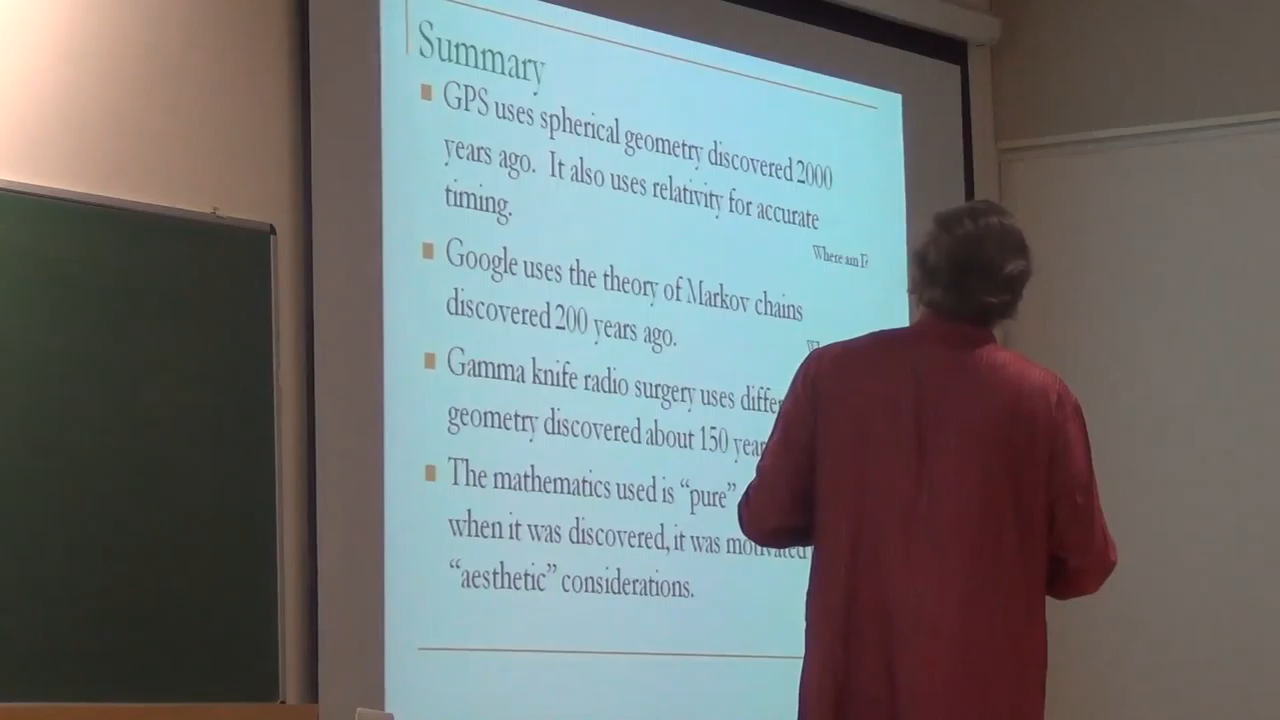 Summary
GPS uses spherical geometry discovered 2000
years ago. It also uses relativity for accurate
timing.
Where am I?
Google uses the theory of Markov chains
discovered 200 years ago.
Gamma knife radio surgery uses
geometry discovered about 150
The mathematics used is “pure”
when it was discovered, it was motivated
“aesthetic” considerations.